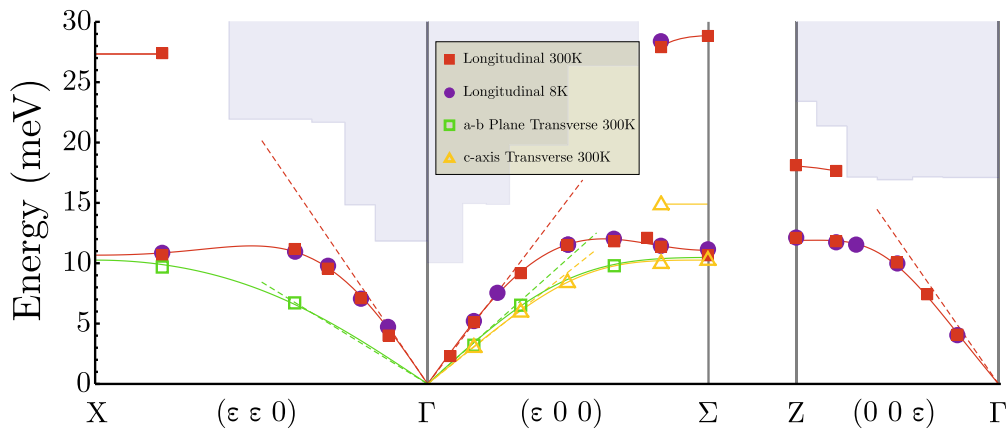 Energy (meV)
30
25
20
15
10
5
0
Longitudinal 300K
Longitudinal 8K
a-b Plane Transverse 300K
c-axis Transverse 300K
X (ε ε 0) Γ (ε 0 0) Σ Z (0 0 ε) Γ